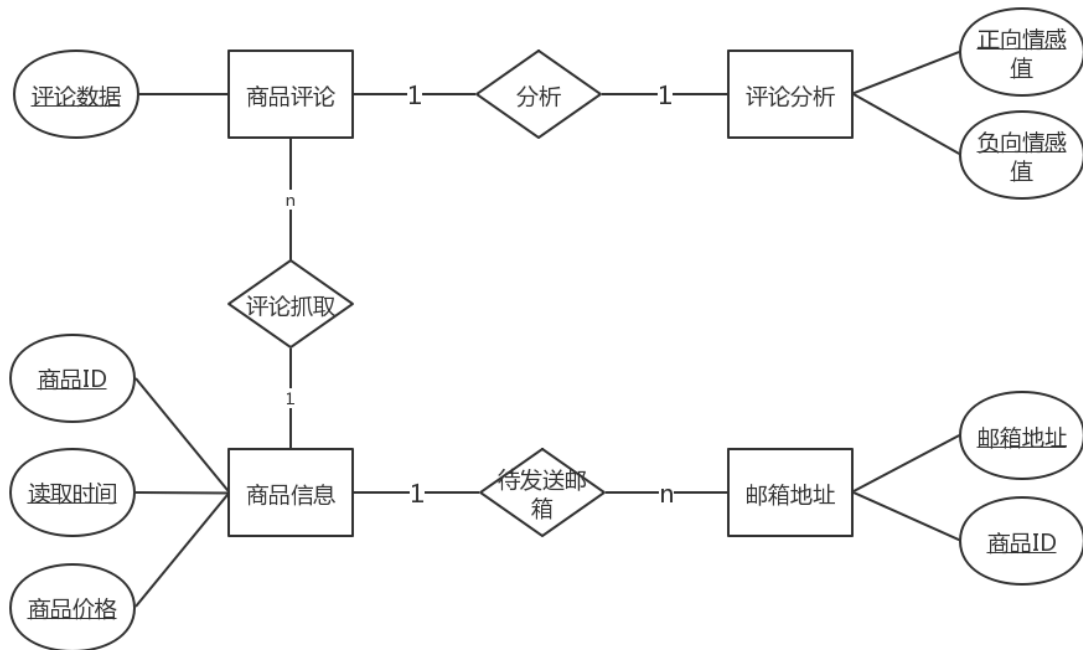 正向情感
值
评论数据
商品评论
1
分析
1
评论分析
负向情感
值
n
评论抓取
商品ID
1
邮箱地址
读取时间
商品信息
1
待发送邮
箱
n
邮箱地址
商品ID
商品价格